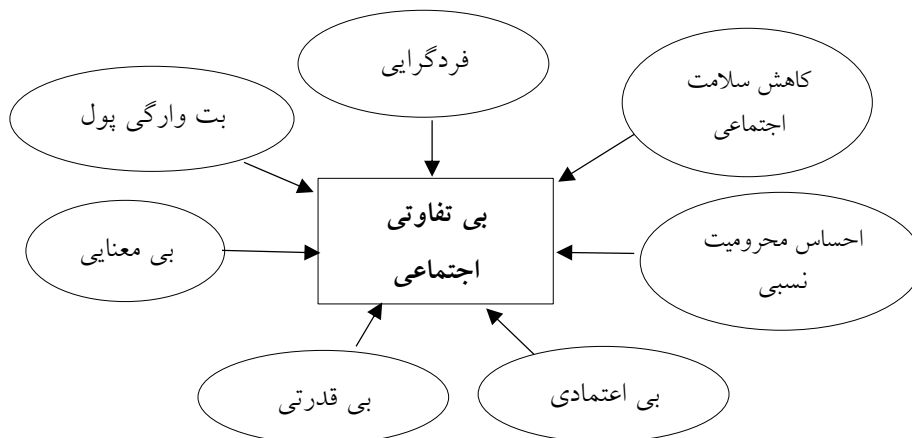 فردگرایی
کاهش سلامت
اجتماعی
بت وارگی پول
بی تفاوتی
اجتماعی
احساس محرومیت
نسبی
بی معنایی
بی اعتمادی
بی قدرتی